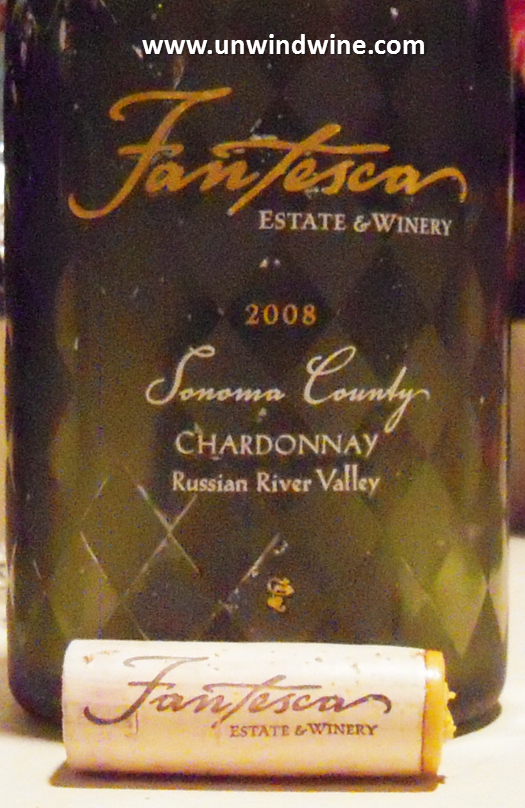 www.unwindwine.com
Fantesca
ESTATE & WINERY
2008
Sonoma County
CHARDONNAY
Russian River Valley
Fantesca
ESTATE & WINERY